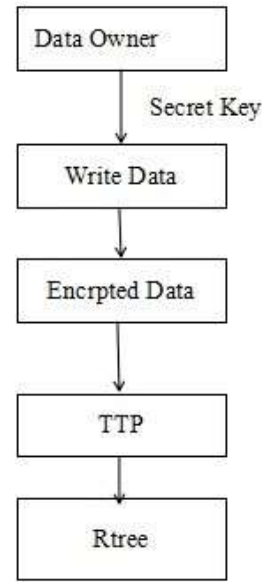 Data Owner
Secret Key
Write Data
Encrpted Data
TTP
Rtree